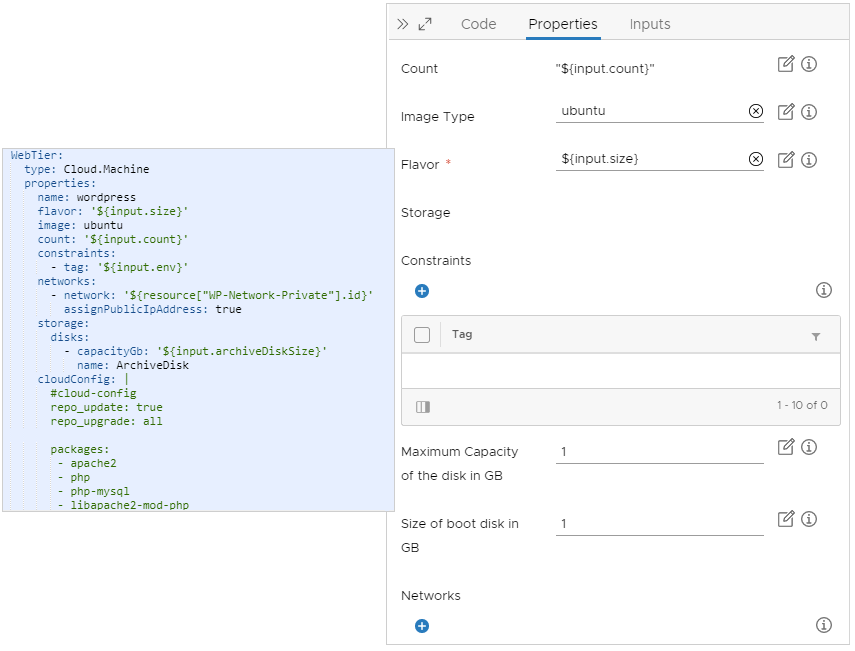 WebTier:
type: Cloud.Machine
properties:
name: wordpress
flavor: '${input.size}'
image: ubuntu
count: '${input.count}'
constraints:
- tag: '${input.env}'
networks:
- network: '${resource["WP-Network-Private"].id}'
assignPublicIpAddress: true
storage:
disks:
- capacityGb: '${input.archiveDiskSize}'
name: ArchiveDisk
cloudConfig: |
#cloud-config
repo_update: true
repo_upgrade: all
packages:
- apache2
- php
- php-mysql
- libapache2-mod-php
Code Properties Inputs
Count "${input.count}"
Image Type ubuntu
Flavor * ${input.size}
Storage
Constraints
Tag
1 - 10 of 0
Maximum Capacity 1
of the disk in GB
Size of boot disk in 1
GB
Networks